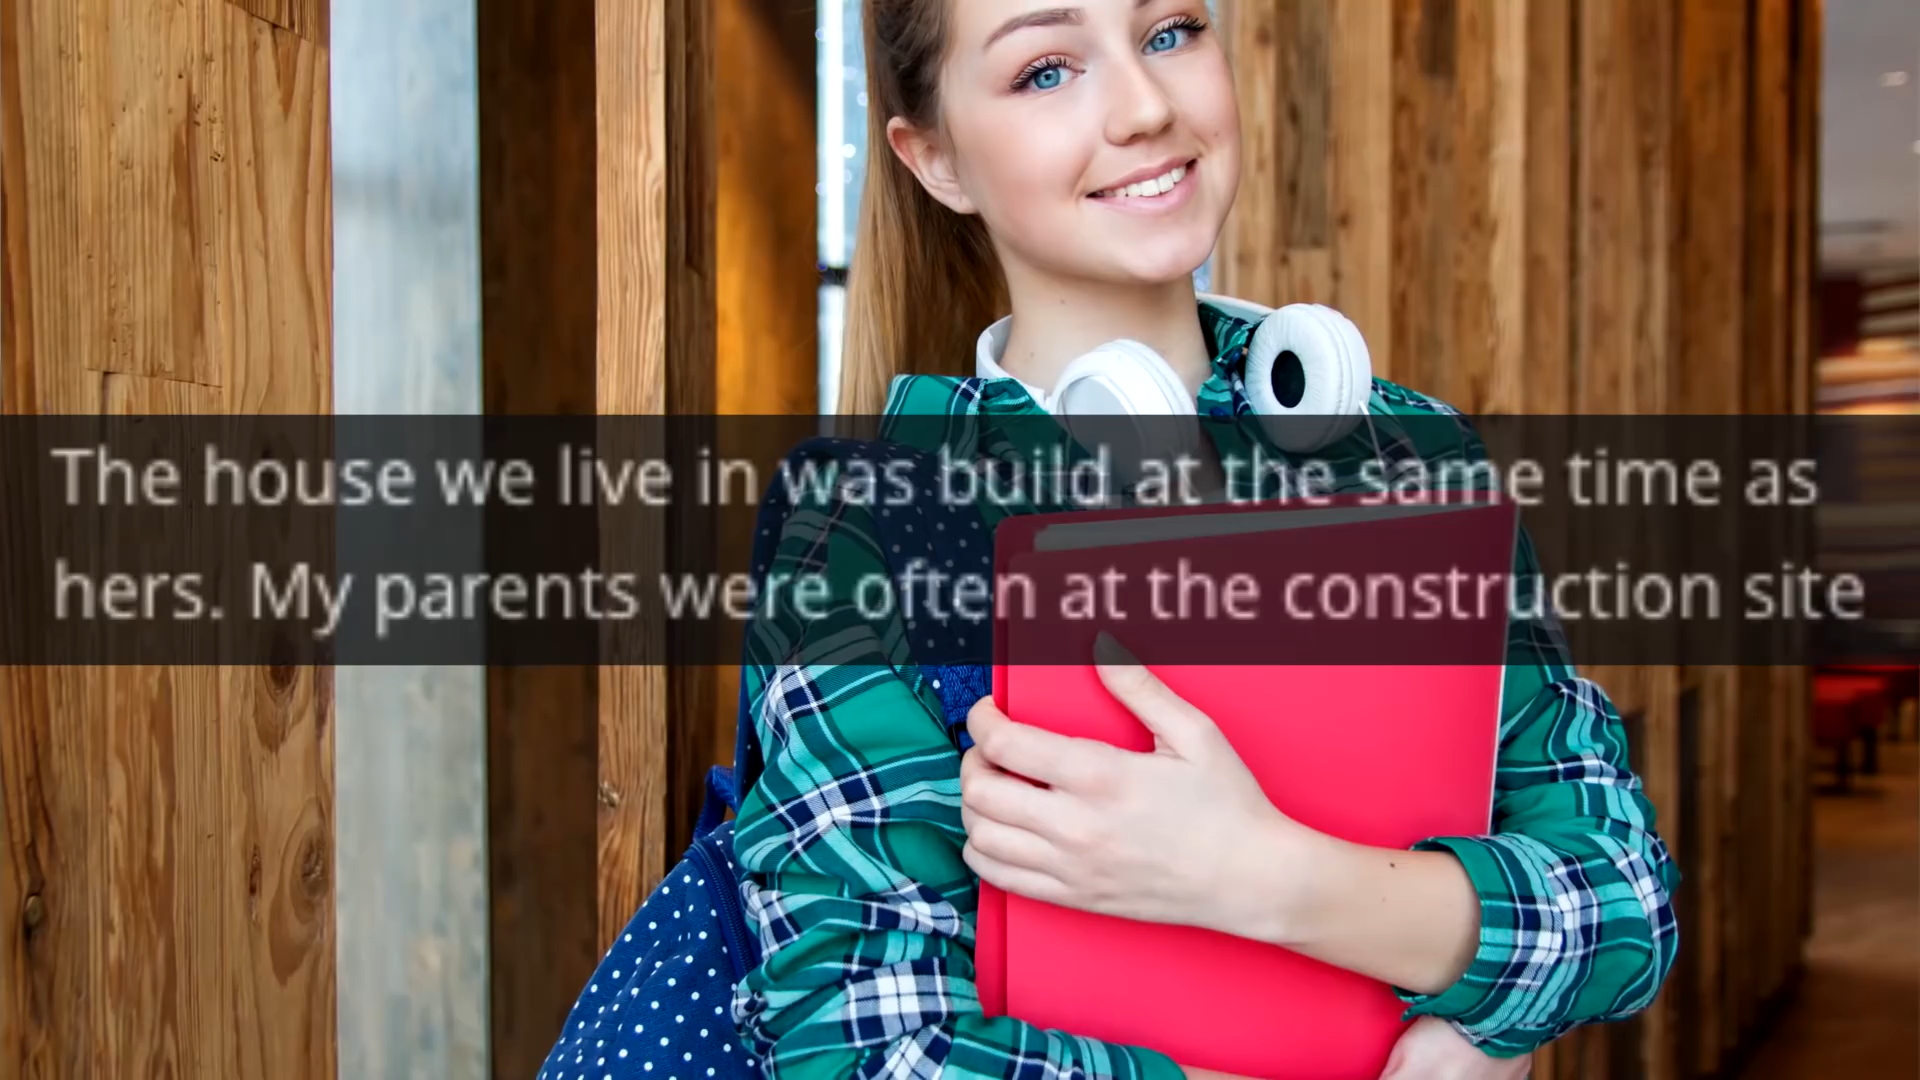 The house we live in was build at the same time as
hers. My parents were often at the construction site